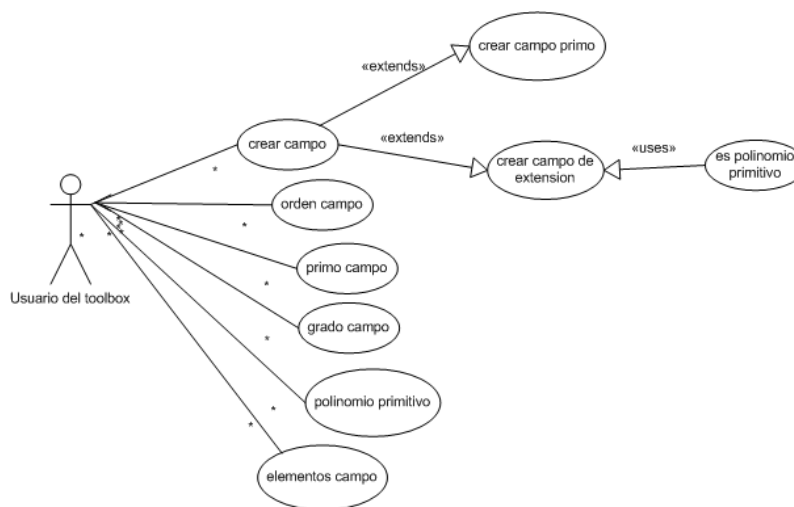 crear campo primo
«extends»
crear campo
«extends»
crear campo de
extension
«uses»
es polinomio
primitivo
*
orden campo
*
*
*
*
*
*
*
Usuario del toolbox
primo campo
*
grado campo
*
polinomio primitivo
*
*
elementos campo